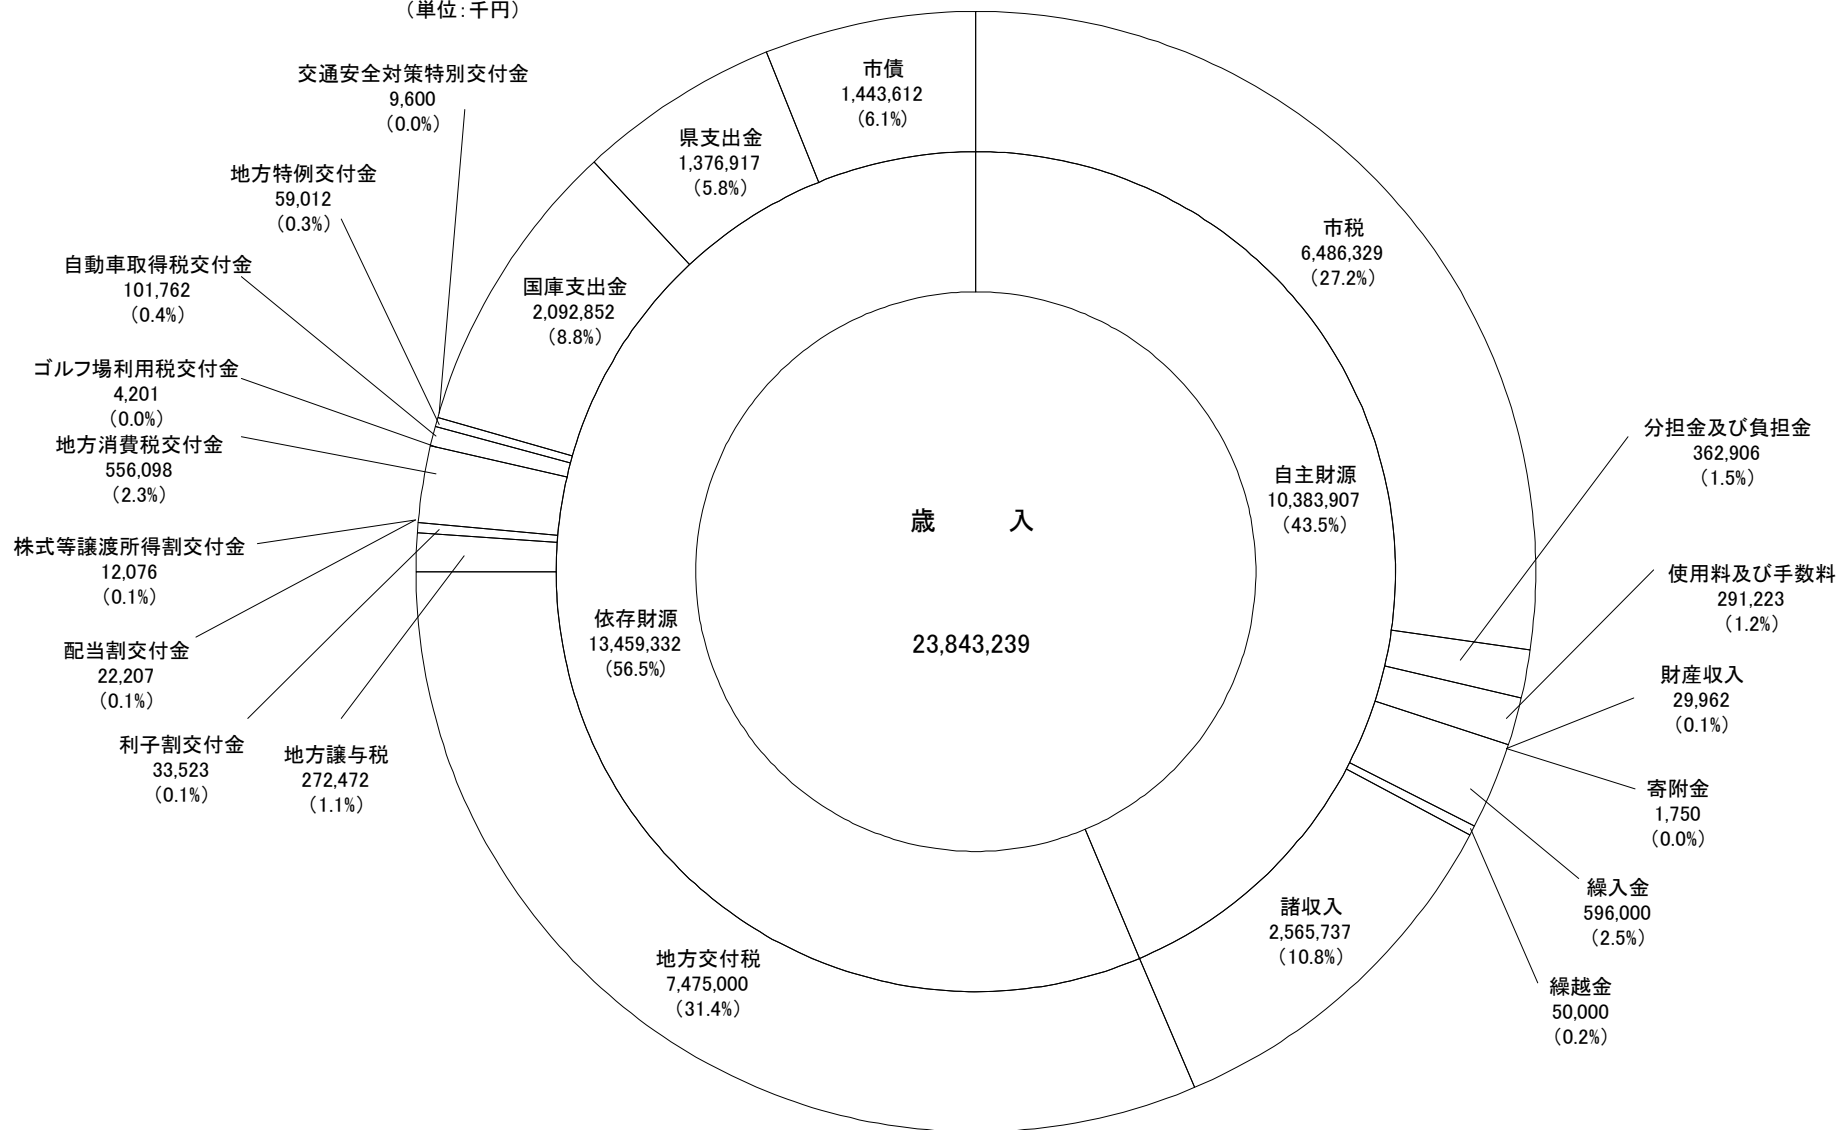 （単位：千円）
市債
1,443,612
（6.1%）
交通安全対策特別交付金
9,600
（0.0%）
県支出金
1,376,917
（5.8%）
地方特例交付金
59,012
（0.3%）
市税
6,486,329
（27.2%）
自動車取得税交付金
101,762
（0.4%）
国庫支出金
2,092,852
（8.8%）
ゴルフ場利用税交付金
4,201
（0.0%）
地方消費税交付金
556,098
（2.3%）
分担金及び負担金
362,906
（1.5%）
自主財源
10,383,907
（43.5%）
歳　入
23,843,239
株式等譲渡所得割交付金
12,076
（0.1%）
使用料及び手数料
291,223
（1.2%）
依存財源
13,459,332
（56.5%）
配当割交付金
22,207
（0.1%）
財産収入
29,962
（0.1%）
利子割交付金
33,523
（0.1%）
地方譲与税
272,472
（1.1%）
寄附金
1,750
（0.0%）
繰入金
596,000
（2.5%）
諸収入
2,565,737
（10.8%）
地方交付税
7,475,000
（31.4%）
繰越金
50,000
（0.2%）